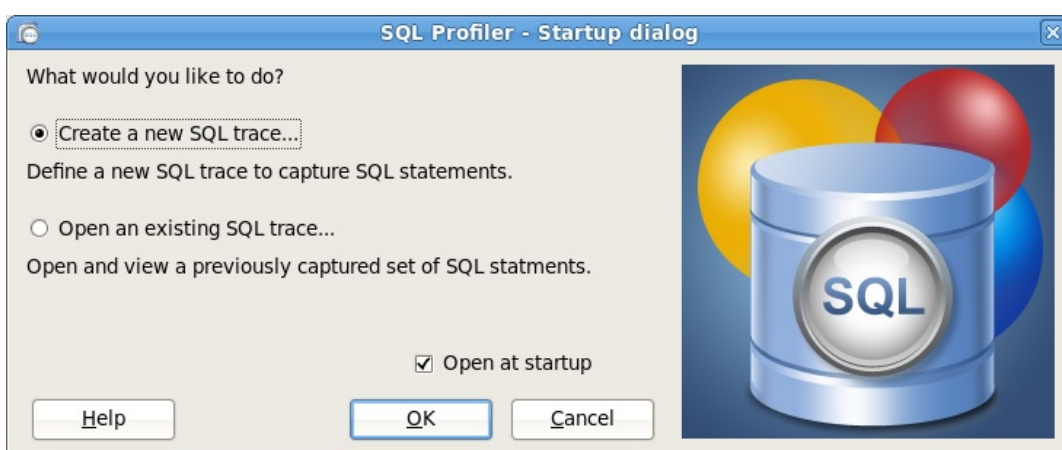 SQL Profiler - Startup dialog
What would you like to do?
Create a new SQL trace...
Define a new SQL trace to capture SQL statements.
Open an existing SQL trace...
Open and view a previously captured set of SQL statments.
SQL
Open at startup
Help
OK
Cancel